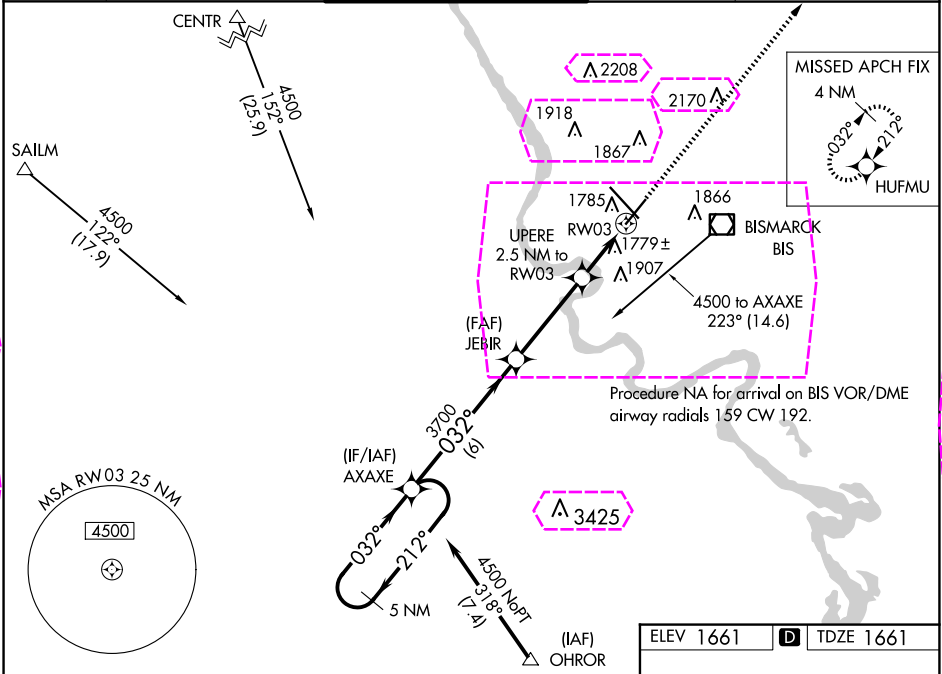 CENTR
4500
152°
(25.9)
SAILM
4500
122°
(17.9)
2208
2170
1918
1867
MISSED APCH FIX
4 NM
032°
212°
HUFMU
1785
RW03
1866
BISMARCK
BIS
UPERE
2.5 NM to
RW03
1779±
1907
4500 to AXAXE
223° (14.6)
(FAF)
JEBIR
Procedure NA for arrival on BIS VOR/DME
airway radials 159 CW 192.
3700
032°
(6)
(IF/IAF)
AXAXE
MSA RW03 25 NM
4500
3425
032°
212°
5 NM
4500 NoPT
318°
(7.4)
(IAF)
OHROR
ELEV 1661 D TDZE 1661